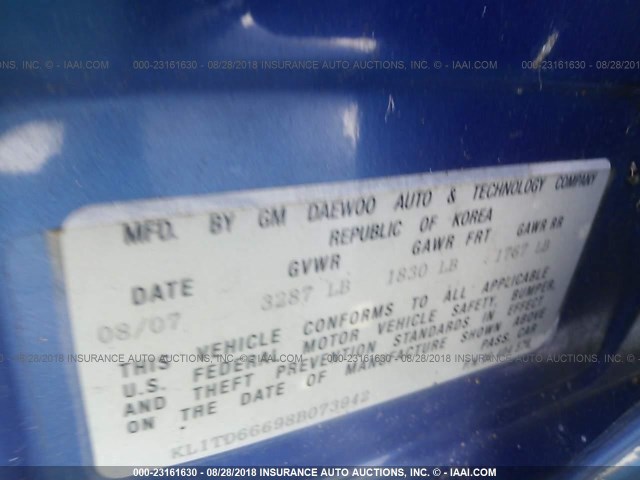 000-23161630 - 08/28/2018 INSURANCE AUTO AUCTIONS, INC. © - IAAI.COM
MFD. BY GM DAEWOO AUTO & TECHNOLOGY COMPANY
REPUBLIC OF KOREA
DATE GVWR GAWR FRT GAWR RR
08/07 3287 LB 1830 LB 1767 LB
THIS VEHICLE CONFORMS TO ALL APPLICABLE
U.S. FEDERAL MOTOR VEHICLE SAFETY, BUMPER,
AND THEFT PREVENTION STANDARDS IN EFFECT
ON THE DATE OF MANUFACTURE SHOWN ABOVE
KL1TD66698B073942 PASS CAR
000-23161630 - 08/28/2018 INSURANCE AUTO AUCTIONS, INC. © - IAAI.COM
000-23161630 - 08/28/2018 INSURANCE AUTO AUCTIONS, INC. © - IAAI.COM